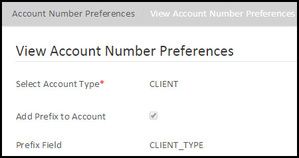 Account Number Preferences View Account Number Preferences
View Account Number Preferences
Select Account Type* CLIENT
Add Prefix to Account
Prefix Field CLIENT_TYPE